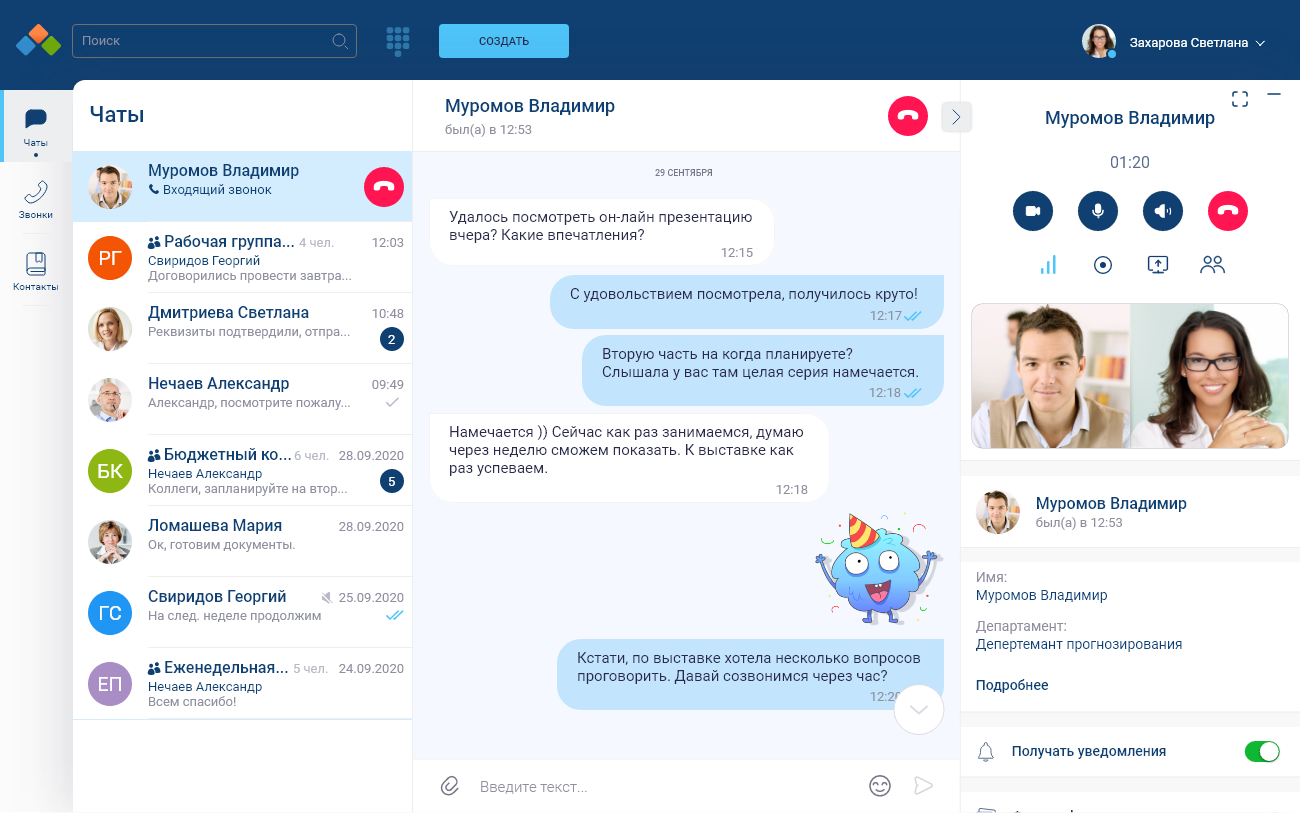 Поиск
СОЗДАТЬ
Захарова Светлана
Чаты
Звонки
Контакты
Чаты
Муромов Владимир
Входящий звонок
РГ
Рабочая группа... 4 чел. 12:03
Свиридов Георгий
Договорились провести завтра...
Дмитриева Светлана 10:48
Реквизиты подтвердили, отпра... 2
Нечаев Александр 09:49
Александр, посмотрите пожалу...
БК
Бюджетный ко... 6 чел. 28.09.2020
Нечаев Александр
Коллеги, запланируйте на втор... 5
Ломашева Мария 28.09.2020
Ок, готовим документы.
ГС
Свиридов Георгий 25.09.2020
На след. неделе продолжим
ЕП
Еженедельная... 5 чел. 24.09.2020
Нечаев Александр
Всем спасибо!
Муромов Владимир
был(а) в 12:53
29 СЕНТЯБРЯ
Удалось посмотреть он-лайн презентацию
вчера? Какие впечатления?
12:15
С удовольствием посмотрела, получилось круто!
12:17
Вторую часть на когда планируете?
Слышала у вас там целая серия намечается.
12:18
Намечается )) Сейчас как раз занимаемся, думаю
через неделю сможем показать. К выставке как
раз успеваем.
12:18
Кстати, по выставке хотела несколько вопросов
проговорить. Давай созвонимся через час?
Введите текст...
Муромов Владимир
01:20
Муромов Владимир
был(а) в 12:53
Имя:
Муромов Владимир
Департамент:
Депертемант прогнозирования
Подробнее
Получать уведомления